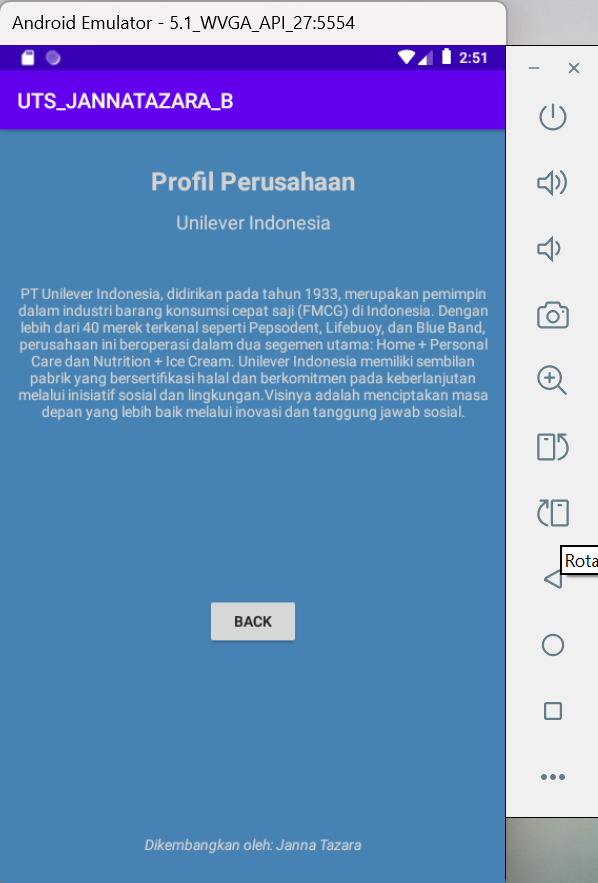 Android Emulator - 5.1_WVGA_API_27:5554
2:51
UTS_JANNATAZARA_B
Profil Perusahaan
Unilever Indonesia
PT Unilever Indonesia, didirikan pada tahun 1933, merupakan pemimpin
dalam industri barang konsumsi cepat saji (FMCG) di Indonesia. Dengan
lebih dari 40 merek terkenal seperti Pepsodent, Lifebuoy, dan Blue Band,
perusahaan ini beroperasi dalam dua segemen utama: Home + Personal
Care dan Nutrition + Ice Cream. Unilever Indonesia memiliki sembilan
pabrik yang bersertifikasi halal dan berkomitmen pada keberlanjutan
melalui inisiatif sosial dan lingkungan.Visinya adalah menciptakan masa
depan yang lebih baik melalui inovasi dan tanggung jawab sosial.
Rota
BACK
Dikembangkan oleh: Janna Tazara